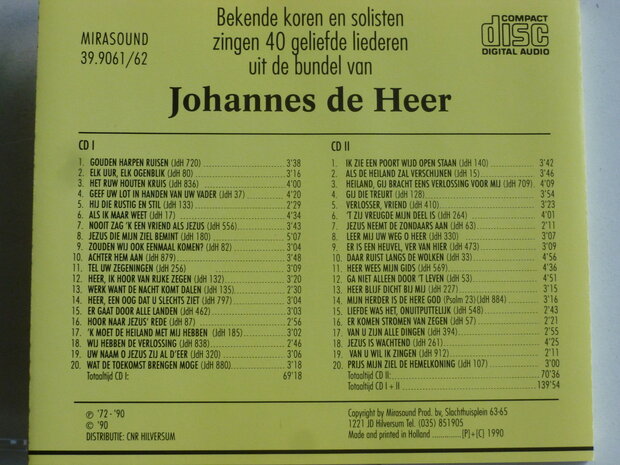 Bekende koren en solisten
zingen 40 geliefde liederen
uit de bundel van
MIRASOUND
39.9061/62
COMPACT
disc
DIGITAL AUDIO
Johannes de Heer
CD I
1. GOUDEN HARPEN RUISEN (JdH 720) 3'38
2. ELK UUR, ELK OGENBLIK (JdH 80) 3'16
3. HET RUW HOUTEN KRUIS (JdH 836) 4'00
4. GEEF UW LOT IN HANDEN VAN UW VADER (JdH 37) 4'20
5. HIJ DIE RUSTIG EN STIL (JdH 133) 2'29
6. ALS IK MAAR WEET (JdH 17) 4'34
7. NOOIT ZAG 'K EEN VRIEND ALS JEZUS (JdH 556) 3'43
8. JEZUS DIE MIJN ZIEL BEMINT (JdH 180) 5'07
9. ZOUDEN WIJ OOK EENMAAL KOMEN? (JdH 82) 3'04
10. ACHTER HEM AAN (JdH 879) 3'48
11. TEL UW ZEGENINGEN (JdH 256) 3'09
12. HEER, IK HOOR VAN RIJKE ZEGEN (JdH 132) 3'20
13. WERK WANT DE NACHT KOMT DALEN (JdH 135) 2'30
14. HEER, EEN OOG DAT U SLECHTS ZIET (JdH 797) 3'04
15. ER GAAT DOOR ALLE LANDEN (JdH 462) 3'03
16. HOOR NAAR JEZUS' REDE (JdH 87) 2'56
17. 'K MOET DE HEILAND MET MIJ HEBBEN (JdH 185) 3'02
18. WIJ HEBBEN DE VERLOSSING (JdH 838) 2'46
19. UW NAAM O JEZUS ZIJ AL D'EER (JdH 320) 3'06
20. WAT DE TOEKOMST BRENGEN MOGE (JdH 880) 3'18
Totaaltijd CD I: 69'18
CD II
1. IK ZIE EEN POORT WIJD OPEN STAAN (JdH 140) 3'42
2. ALS DE HEILAND ZAL VERSCHIJNEN (JdH 15) 3'46
3. HEILAND, GIJ BRACHT EENS VERLOSSING VOOR MIJ (JdH 709) 4'09
4. GIJ DIE TREURT (JdH 128) 3'54
5. VERLOSSER, VRIEND (JdH 410) 3'23
6. 'T ZIJ VREUGDE MIJN DEEL IS (JdH 264) 4'01
7. JEZUS NEEMT DE ZONDAARS AAN (JdH 63) 2'11
8. LEER MIJ UW WEG O HEER (JdH 330) 3'07
9. ER IS EEN HEUVEL, VER VAN HIER (JdH 473) 3'09
10. DAAR RUIST LANGS DE WOLKEN (JdH 33) 4'56
11. HEER WEES MIJN GIDS (JdH 569) 4'36
12. GA NIET ALLEEN DOOR 'T LEVEN (JdH 53) 4'51
13. HEER BLIJF DICHT BIJ MIJ (JdH 227) 3'15
14. MIJN HERDER IS DE HERE GOD (Psalm 23)(JdH 884) 3'16
15. LIEFDE WAS HET, ONUITPUTTELIJK (JdH 548) 2'43
16. ER KOMEN STROMEN VAN ZEGEN (JdH 57) 2'21
17. VAN U ZIJN ALLE DINGEN (JdH 394) 2'55
18. JEZUS IS WACHTEND (JdH 261) 4'25
19. VAN U WIL IK ZINGEN (JdH 912) 2'11
20. PRIJS MIJN ZIEL DE HEMELKONING (JdH 107) 3'00
Totaaltijd CD II: 70'36
Totaaltijd CD I + II 139'54
℗ '72 - '90
© '90
DISTRIBUTIE: CNR HILVERSUM
Copyright by Mirasound Prod. bv, Slachthuisplein 63-65
1221 JD Hilversum Tel. (035) 851905
Made and printed in Holland ..............[P]+[C] 1990